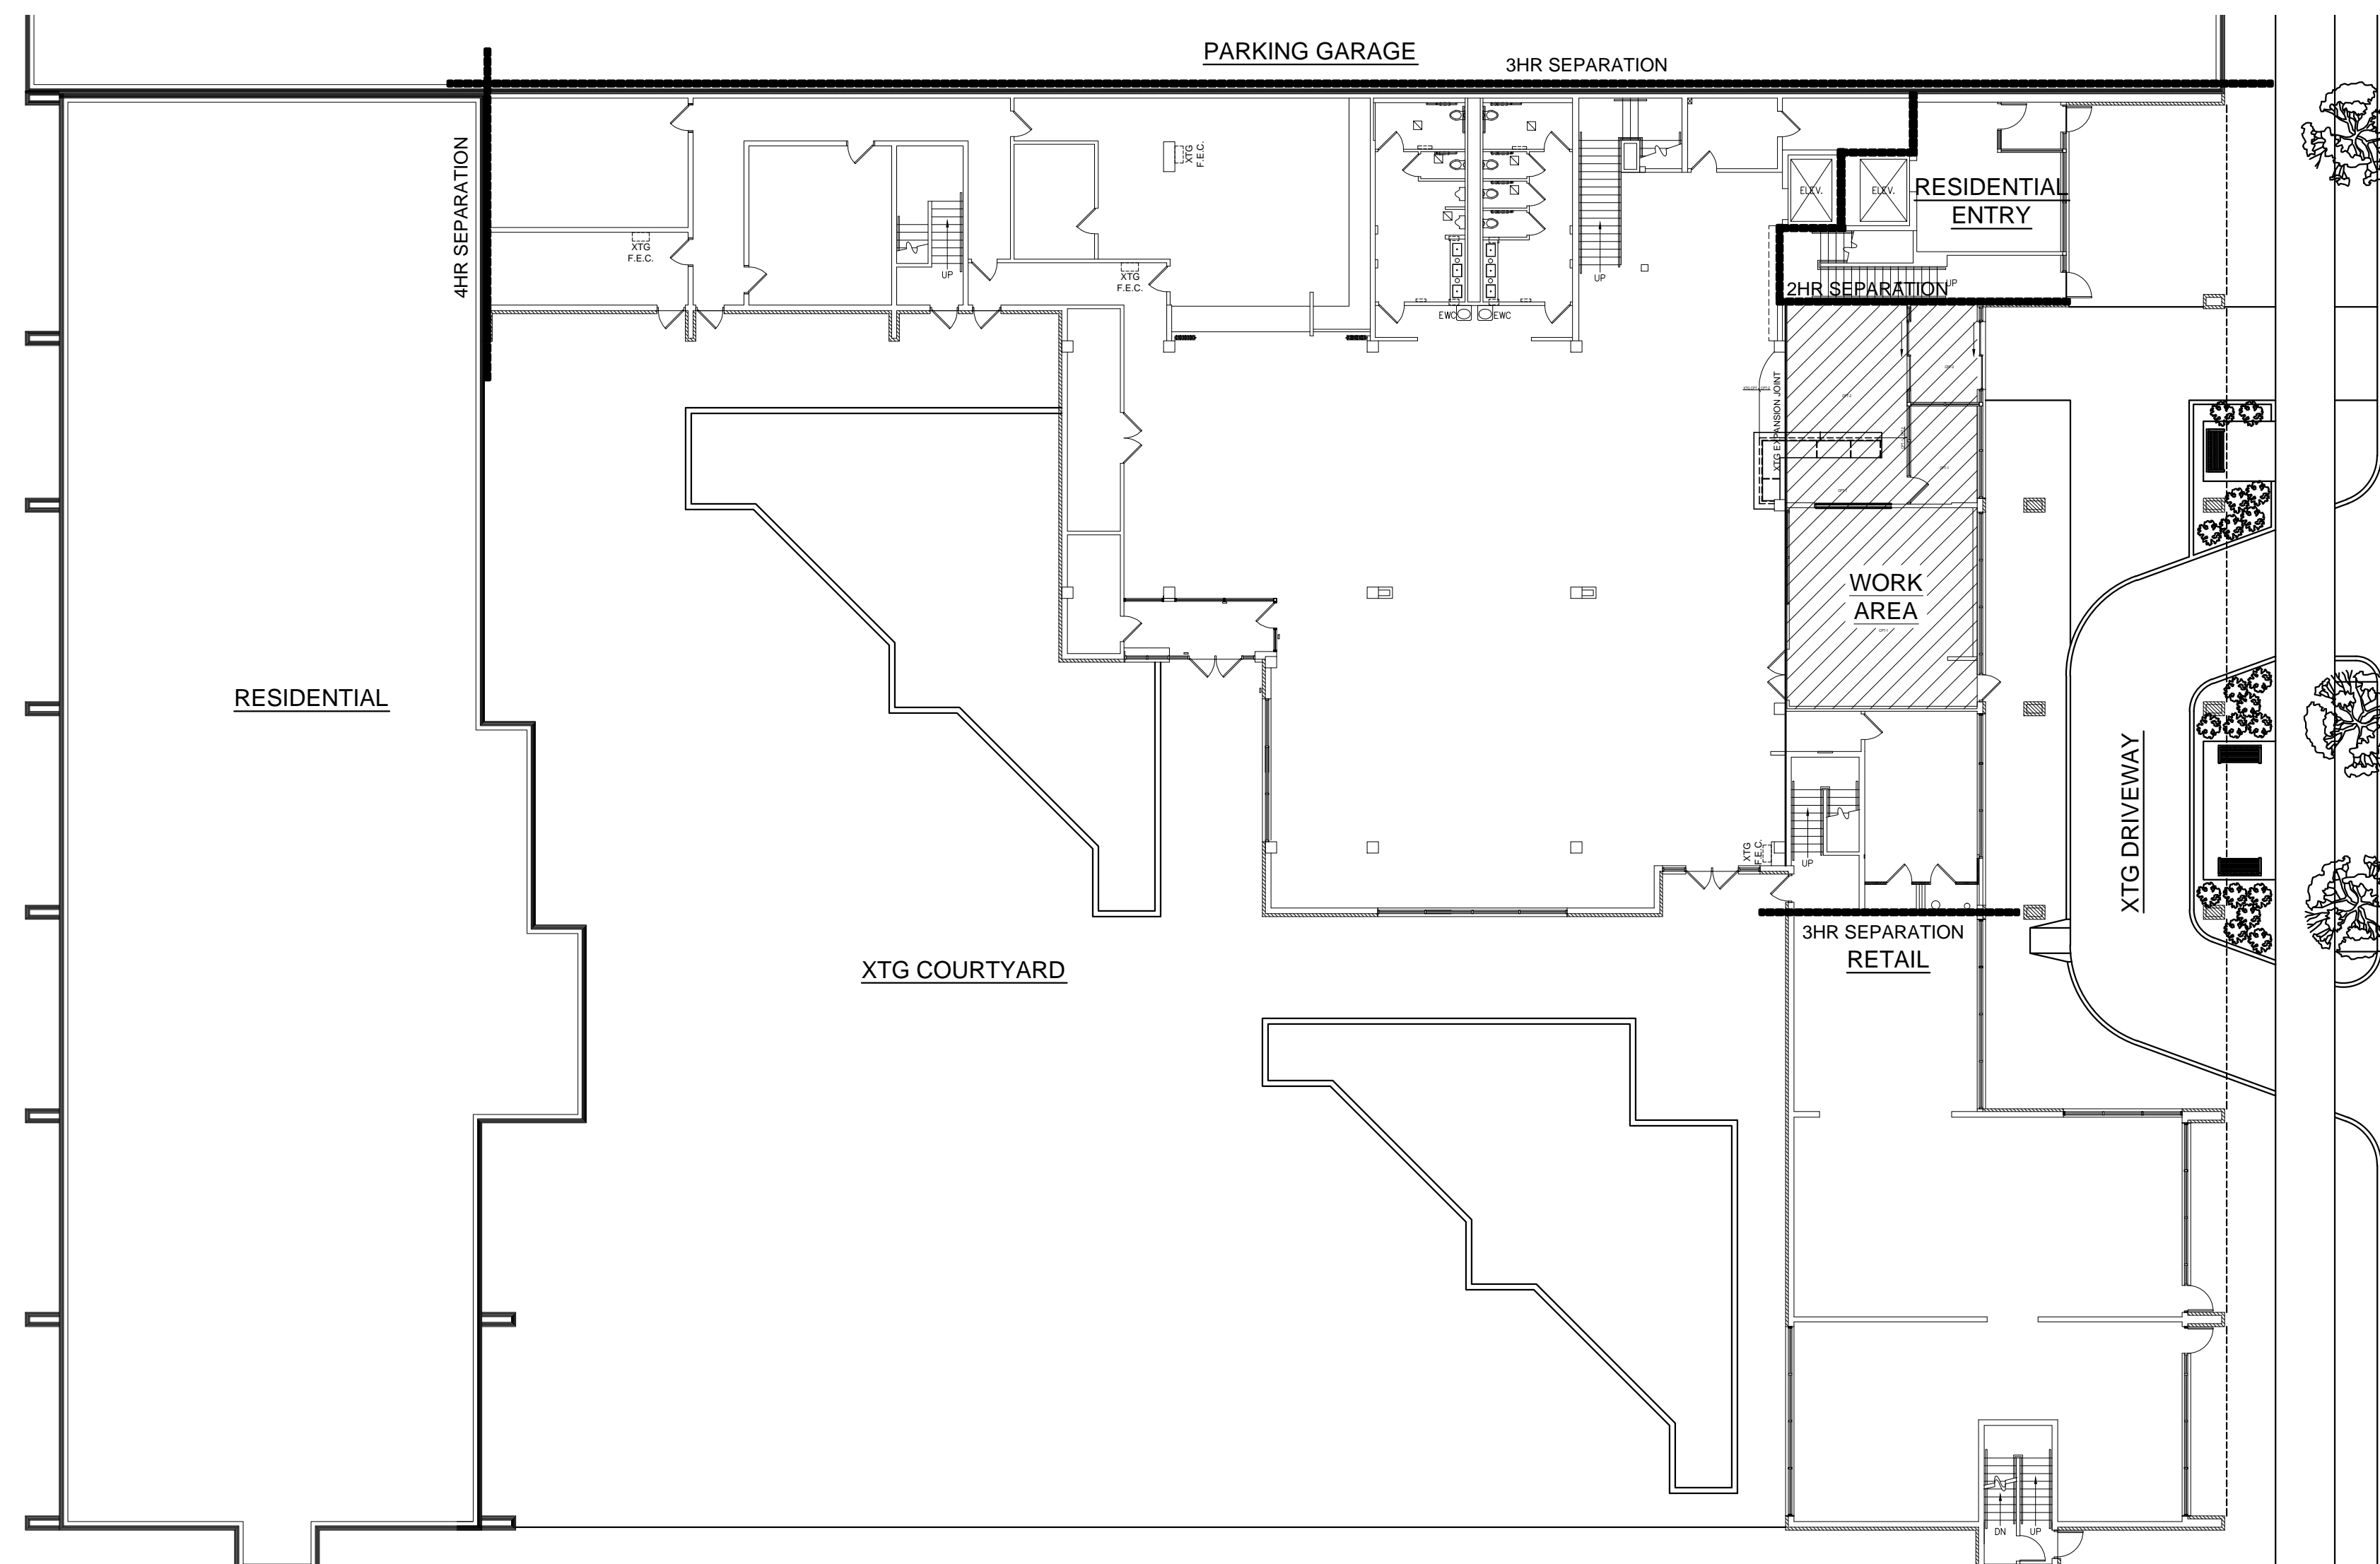 PARKING GARAGE
3HR SEPARATION
4HR SEPARATION
XTG
F.E.C.
XTG
F.E.C.
XTG
F.E.C.
UP
EWC
EWC
UP
ELEV.
ELEV.
RESIDENTIAL
ENTRY
2HR SEPARATION
UP
XTG EXPANSION JOINT
WORK
AREA
RESIDENTIAL
XTG DRIVEWAY
UP
XTG
F.E.C.
3HR SEPARATION
RETAIL
XTG COURTYARD
DN
UP